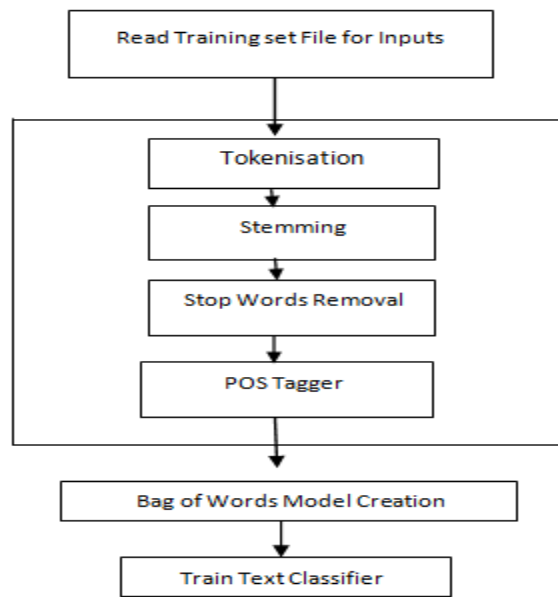 Read Training set File for Inputs
Tokenisation
Stemming
Stop Words Removal
POS Tagger
Bag of Words Model Creation
Train Text Classifier